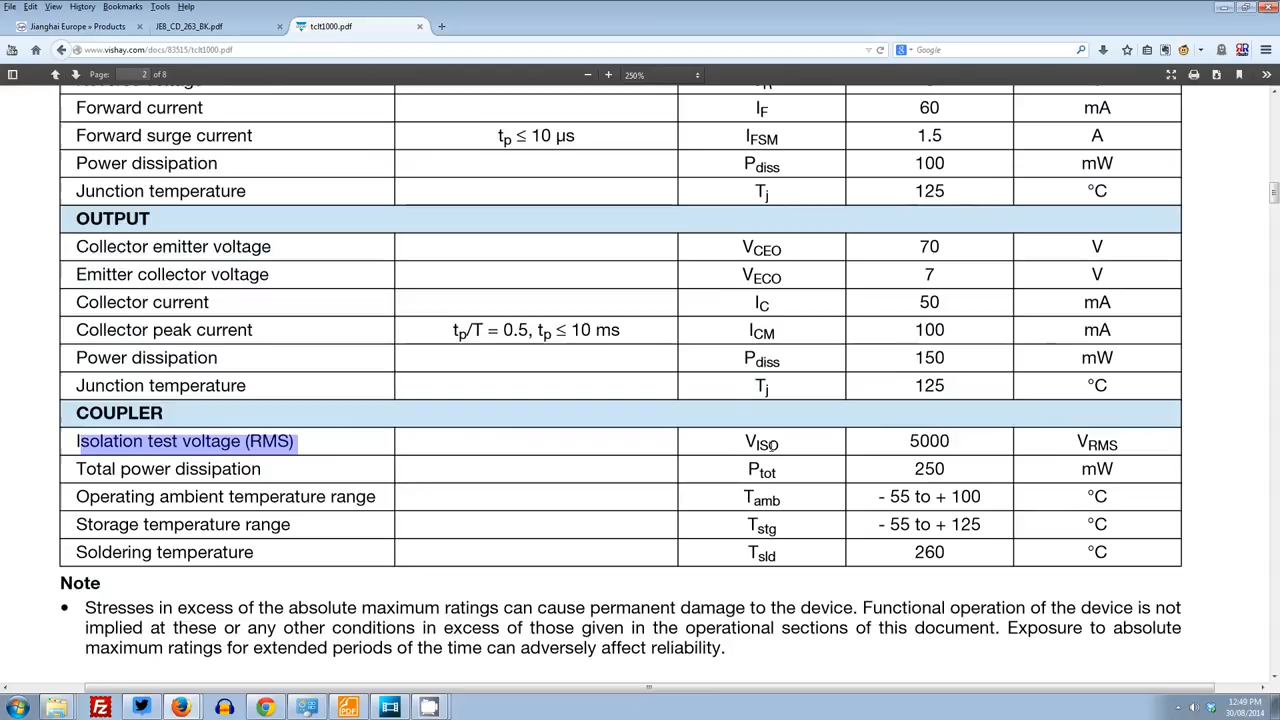 File Edit View History Bookmarks Tools Help
Jianghai Europe » Products × JEB_CD_263_BK.pdf × tclt1000.pdf × +
www.vishay.com/docs/83515/tclt1000.pdf Google
Page: 2 of 8 250%
Forward current IF 60 mA
Forward surge current tp ≤ 10 µs IFSM 1.5 A
Power dissipation Pdiss 100 mW
Junction temperature Tj 125 °C
OUTPUT
Collector emitter voltage VCEO 70 V
Emitter collector voltage VECO 7 V
Collector current IC 50 mA
Collector peak current tp/T = 0.5, tp ≤ 10 ms ICM 100 mA
Power dissipation Pdiss 150 mW
Junction temperature Tj 125 °C
COUPLER
Isolation test voltage (RMS) VISO 5000 VRMS
Total power dissipation Ptot 250 mW
Operating ambient temperature range Tamb - 55 to + 100 °C
Storage temperature range Tstg - 55 to + 125 °C
Soldering temperature Tsld 260 °C
Note
• Stresses in excess of the absolute maximum ratings can cause permanent damage to the device. Functional operation of the device is not
implied at these or any other conditions in excess of those given in the operational sections of this document. Exposure to absolute
maximum ratings for extended periods of the time can adversely affect reliability.
12:49 PM
30/08/2014